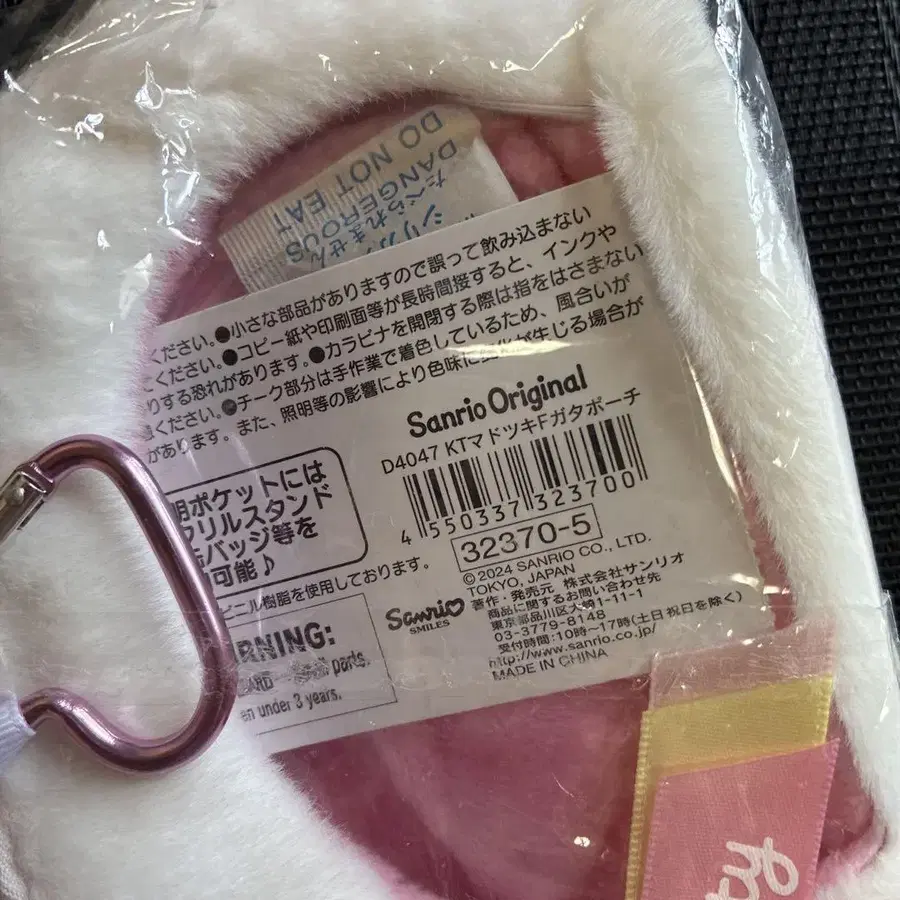 DO NOT EAT
DANGEROUS
たべられません
シリカ
ください。●小さな部品がありますので誤って飲み込まない
ください。●コピー紙や印刷面等が長時間接すると、インクや
りする恐れがあります。●カラビナを開閉する際は指をはさまない
ください。●チーク部分は手作業で着色しているため、風合いが
があります。また、照明等の影響により色味に変化が生じる場合が
Sanrio Original
D4047 KTマドツキFガタポーチ
4 550337 323700
32370-5
明ポケットには
クリルスタンド
缶バッジ等を
可能♪
ビニル樹脂を使用しております。
© 2024 SANRIO CO., LTD.
TOKYO, JAPAN
著作・発売元 株式会社サンリオ
商品に関するお問い合わせ先
東京都品川区大崎1-11-1
03-3779-8148
受付時間:10時〜17時(土日祝日を除く)
http://www.sanrio.co.jp/
MADE IN CHINA
Sanrio
SMILES
RNING:
ARD
parts.
en under 3 years.